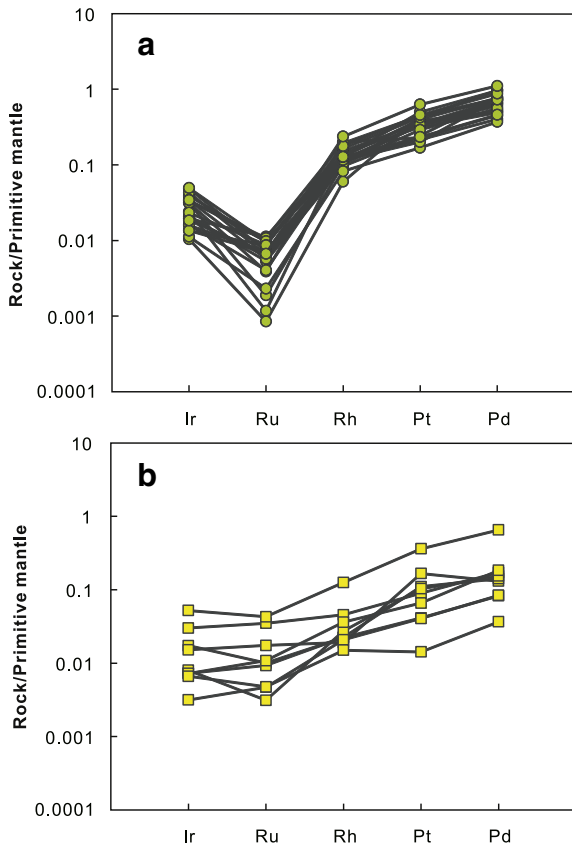 a
Rock/Primitive mantle
10
1
0.1
0.01
0.001
0.0001
Ir Ru Rh Pt Pd
b
Rock/Primitive mantle
10
1
0.1
0.01
0.001
0.0001
Ir Ru Rh Pt Pd